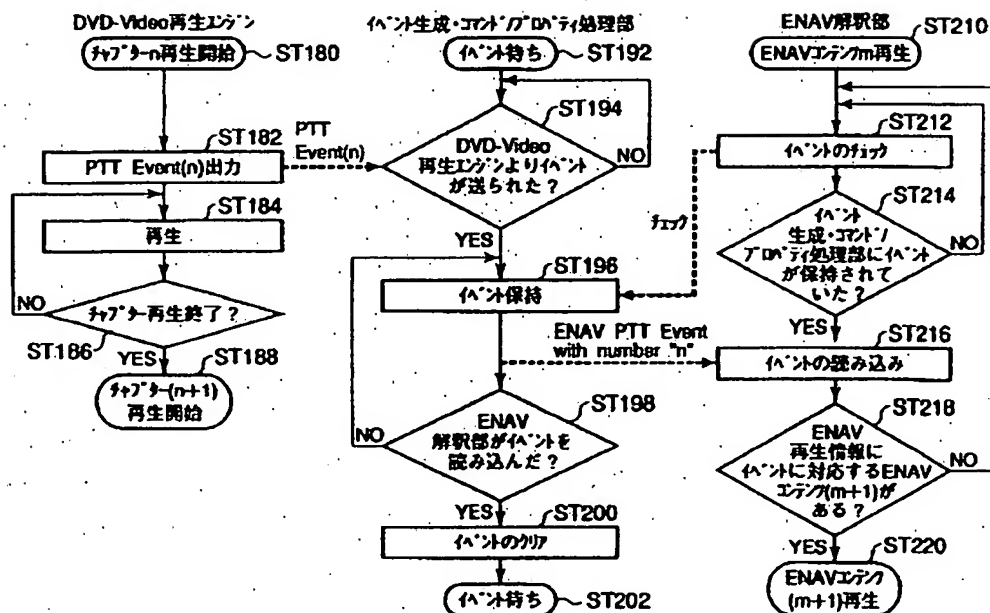 DVD-Video再生エンジン
チャプターn再生開始
ST180
ST182
PTT Event(n)出力
PTT
Event(n)
ST184
再生
NO
チャプター再生終了?
ST186
YES
ST188
チャプター(n+1)
再生開始
イベント生成・コマンド/プロパティ処理部
イベント待ち
ST192
ST194
DVD-Video
再生エンジンよりイベント
が送られた?
NO
YES
ST196
イベント保持
ENAV PTT Event
with number "n"
ST198
ENAV
解釈部がイベントを
読み込んだ?
NO
YES
ST200
イベントのクリア
イベント待ち
ST202
ENAV解釈部
ST210
ENAVコンテンツm再生
ST212
イベントのチェック
チェック
ST214
イベント
生成・コマンド/
プロパティ処理部にイベント
が保持されて
いた?
NO
YES
ST216
イベントの読み込み
ST218
ENAV
再生情報に
イベントに対応するENAV
コンテンツ(m+1)が
ある?
NO
YES
ST220
ENAVコンテンツ
(m+1)再生